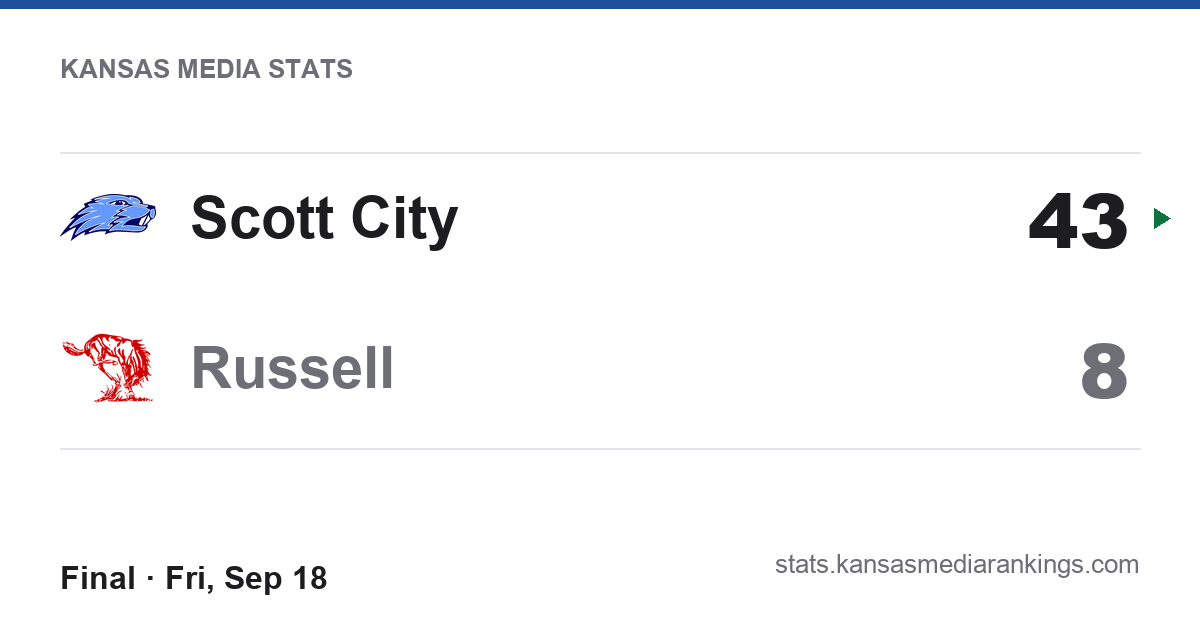 KANSAS MEDIA STATS
Scott City 43
Russell 8
Final · Fri, Sep 18
stats.kansasmediarankings.com